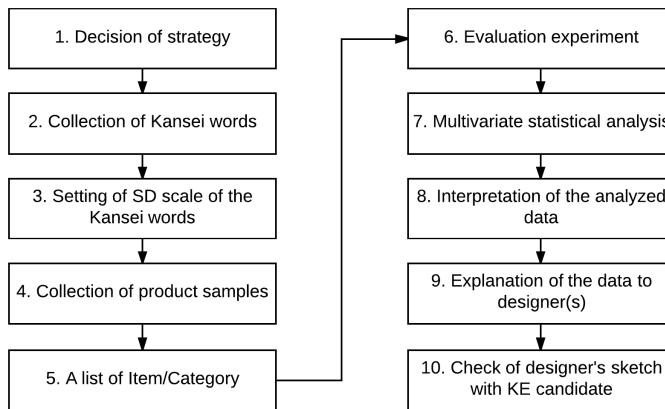 1. Decision of strategy
2. Collection of Kansei words
3. Setting of SD scale of the
Kansei words
4. Collection of product samples
5. A list of Item/Category
6. Evaluation experiment
7. Multivariate statistical analysis
8. Interpretation of the analyzed
data
9. Explanation of the data to
designer(s)
10. Check of designer's sketch
with KE candidate